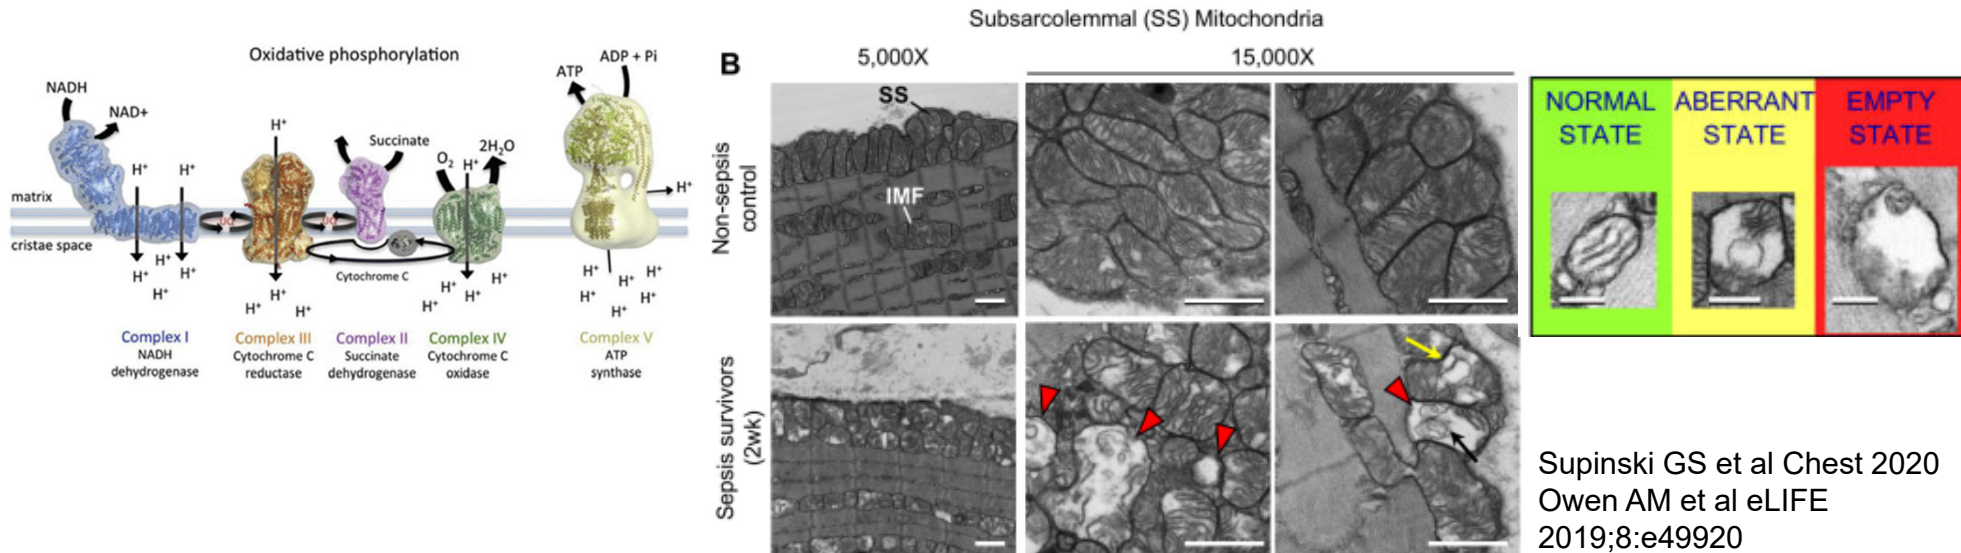 Oxidative phosphorylation
NADH
NAD+
H⁺
H⁺
H⁺
Succinate
O₂
H⁺
2H₂O
ATP
ADP + Pi
H⁺
matrix
cristae space
H⁺
H⁺
H⁺
H⁺
H⁺
H⁺
H⁺
Cytochrome C
H⁺
H⁺
H⁺
H⁺
H⁺
H⁺
H⁺
H⁺
H⁺
Complex I
NADH
dehydrogenase
Complex III
Cytochrome C
reductase
Complex II
Succinate
dehydrogenase
Complex IV
Cytochrome C
oxidase
Complex V
ATP
synthase
Subsarcolemmal (SS) Mitochondria
B
5,000X
15,000X
Non-sepsis
control
SS
IMF
Sepsis survivors
(2wk)
NORMAL
STATE
ABERRANT
STATE
EMPTY
STATE
Supinski GS et al Chest 2020
Owen AM et al eLIFE
2019;8:e49920